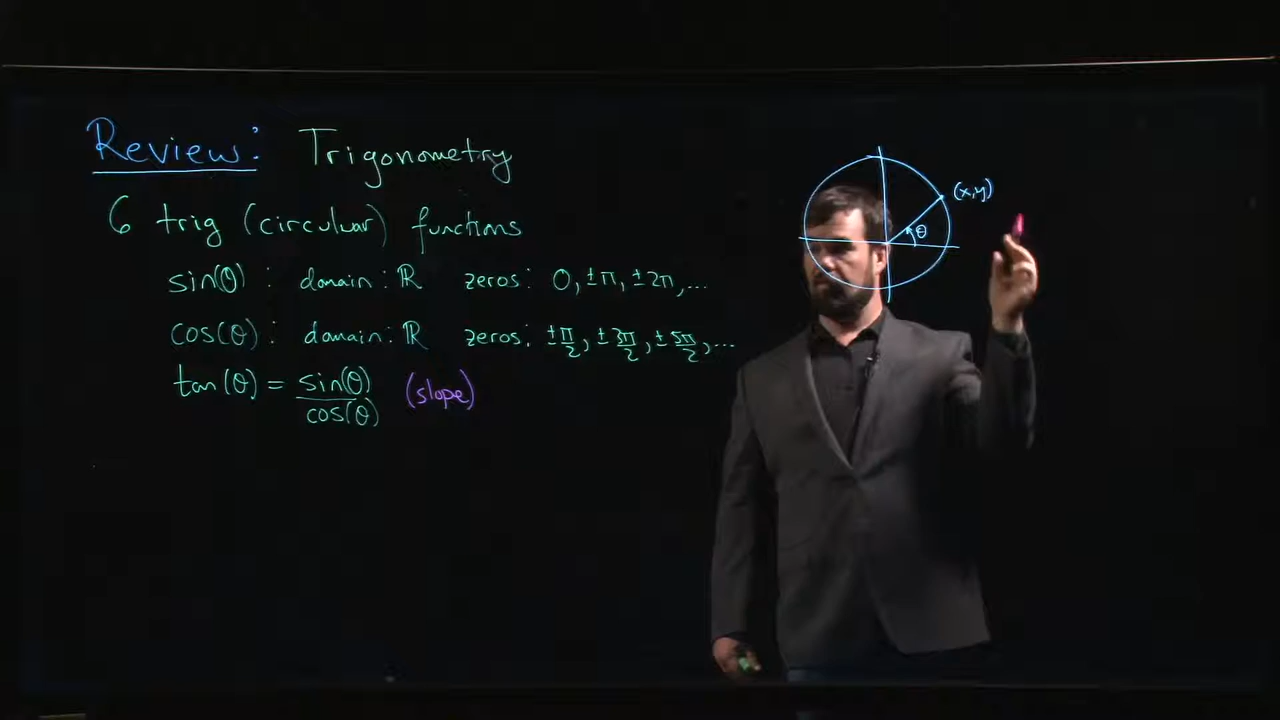 Review: Trigonometry
6 trig (circular) functions
sin(θ): domain: ℝ zeros: 0, ±π, ±2π, ...
cos(θ): domain: ℝ zeros: ±π/2, ±3π/2, ±5π/2, ...
tan(θ) = sin(θ)/cos(θ) (slope)
(x,y)
θ